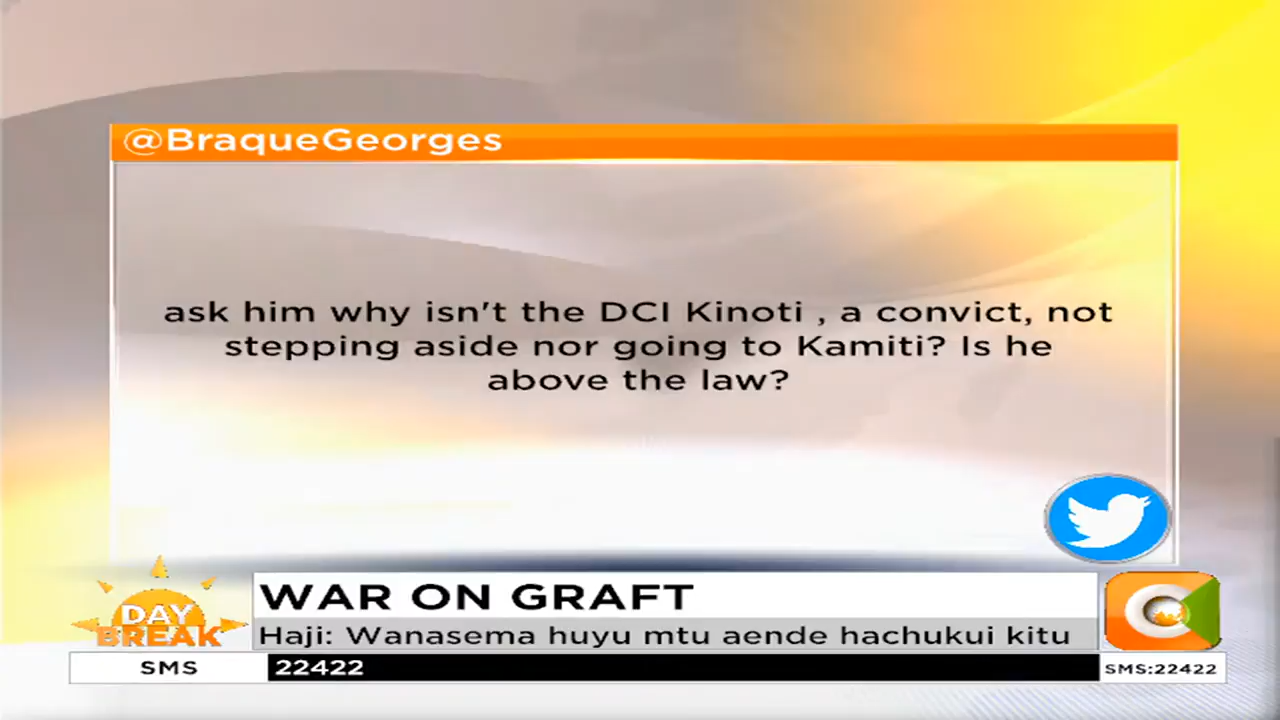 @BraqueGeorges
ask him why isn't the DCI Kinoti , a convict, not
stepping aside nor going to Kamiti? Is he
above the law?
DAY
BREAK
WAR ON GRAFT
Haji: Wanasema huyu mtu aende hachukui kitu
SMS
22422
SMS:22422